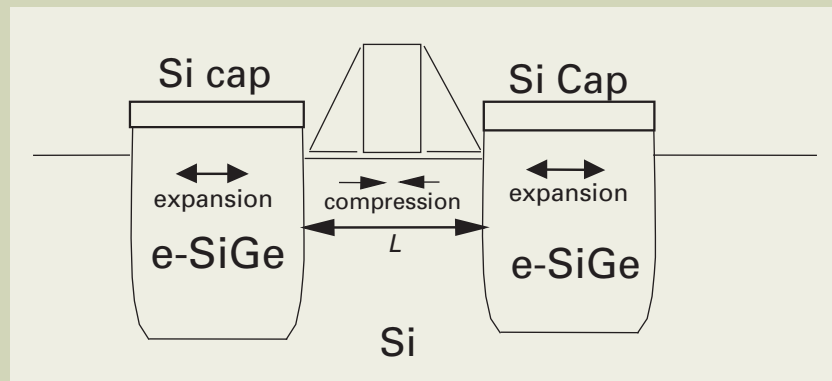 Si cap
Si Cap
expansion
compression
expansion
e-SiGe
L
e-SiGe
Si